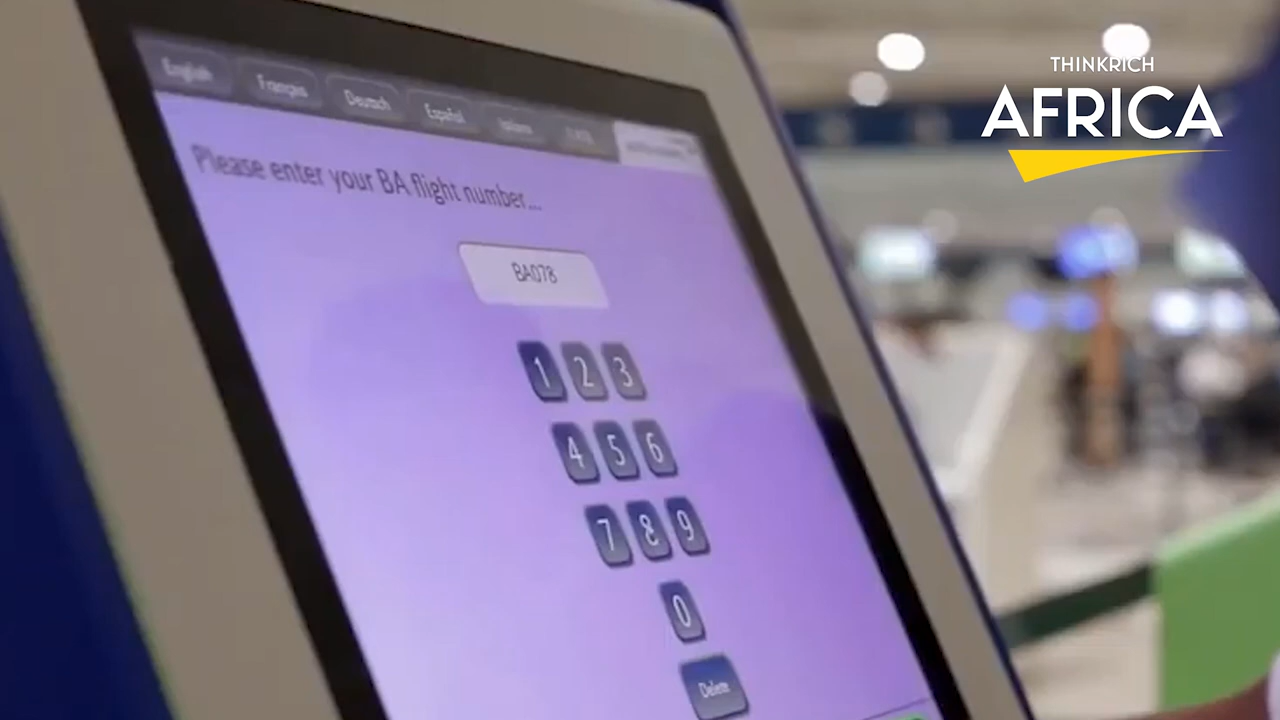 English Français Deutsch Español Italiano
THINKRICH
AFRICA
Please enter your BA flight number...
BA078
1 2 3
4 5 6
7 8 9
0
Delete